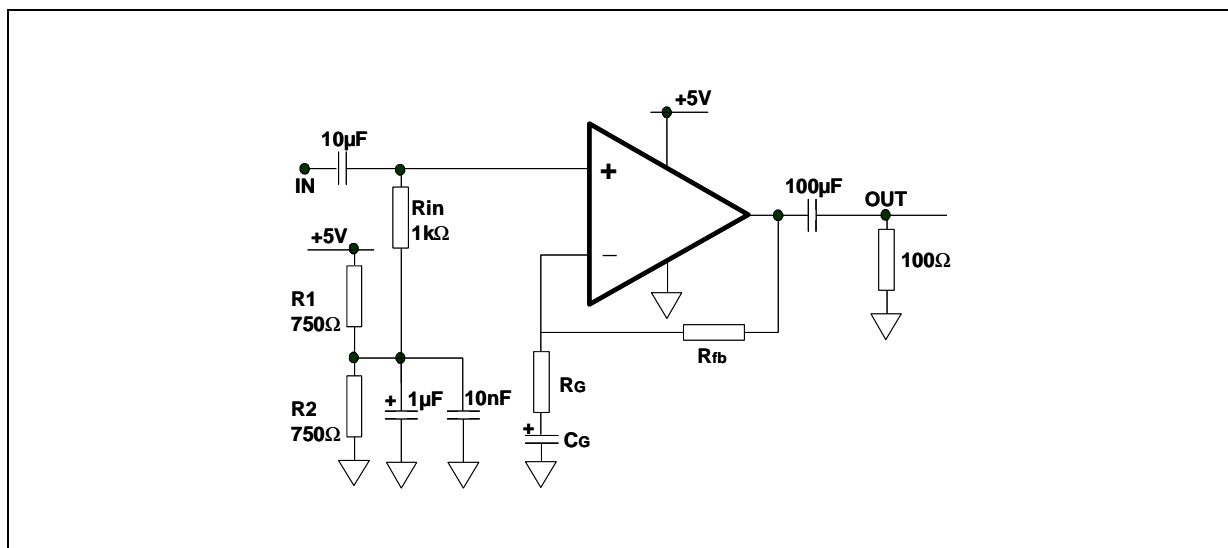 +5V
10µF
+
100µF
OUT
IN
Rin
1kΩ
+5V
–
100Ω
R1
750Ω
Rfb
RG
+
1µF
10nF
R2
750Ω
+
CG